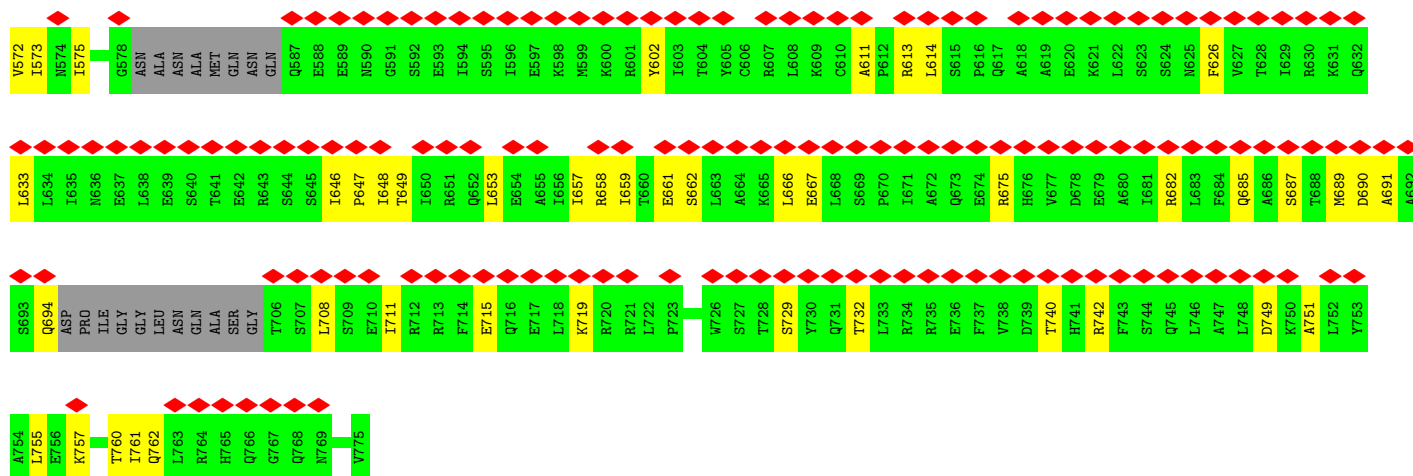 V572 I573 N574 I575 G578 ASN ALA ASN ALA MET GLN ASN GLN Q587 E588 E589 N590 G591 S592 E593 I594 S595 I596 E597 K598 M599 K600 R601 Y602 I603 T604 Y605 C606 R607 L608 K609 C610 A611 P612 R613 L614 S615 P616 Q617 A618 A619 E620 K621 L622 S623 S624 N625 F626 V627 T628 I629 R630 K631 Q632
L633 L634 I635 N636 E637 L638 E639 S640 T641 E642 R643 S644 S645 I646 P647 I648 T649 I650 R651 Q652 L653 E654 A655 I656 I657 R658 I659 T660 E661 S662 L663 A664 K665 L666 E667 L668 S669 P670 I671 A672 Q673 E674 R675 H676 V677 D678 E679 A680 I681 R682 L683 F684 Q685 A686 S687 T688 M689 D690 A691 A692
S693 Q694 ASP PRO ILE GLY GLY LEU ASN GLN ALA SER GLY T706 S707 L708 S709 E710 I711 R712 R713 F714 E715 Q716 E717 L718 K719 R720 R721 L722 P723 W726 S727 T728 S729 Y730 Q731 T732 L733 R734 R735 E736 F737 V738 D739 T740 H741 R742 F743 S744 Q745 L746 A747 L748 D749 K750 A751 L752 Y753
A754 L755 E756 K757 T760 I761 Q762 L763 R764 H765 Q766 G767 Q768 N769 V775